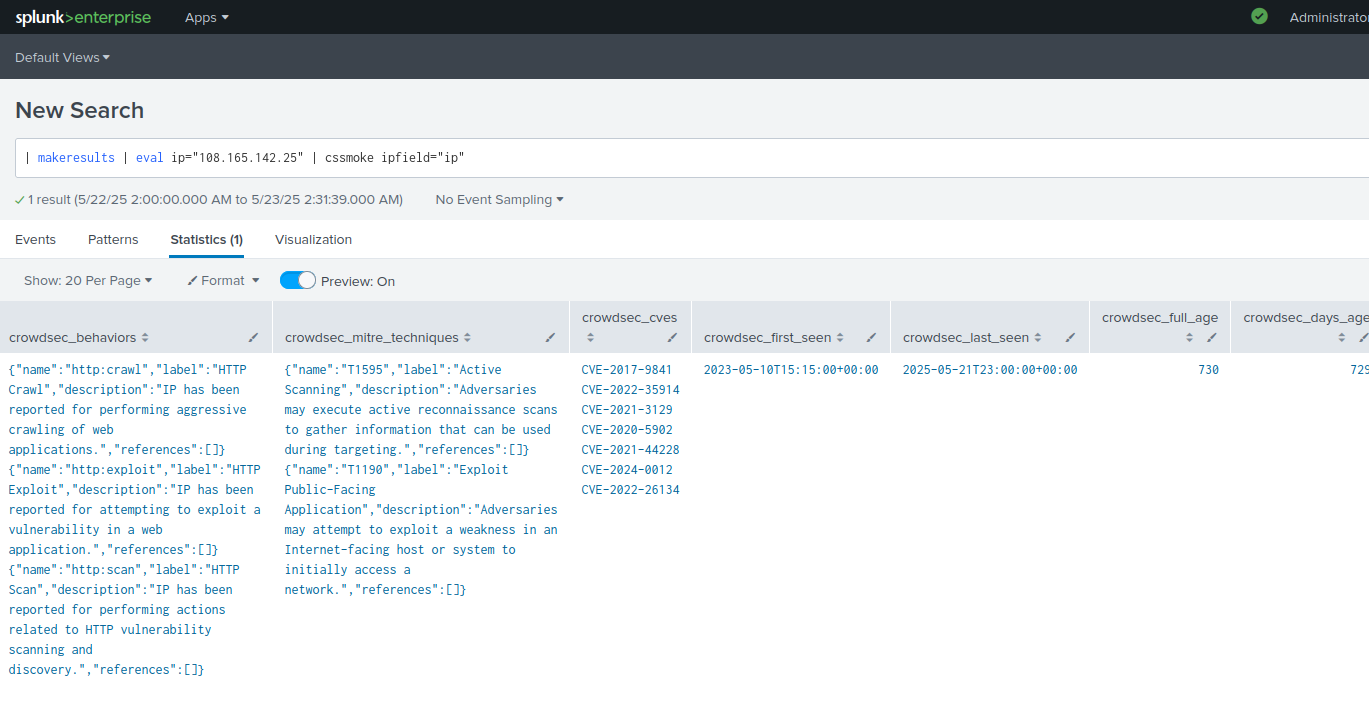 splunk>enterprise Apps Administrator
Default Views
New Search
| makeresults | eval ip="108.165.142.25" | cssmoke ipfield="ip"
1 result (5/22/25 2:00:00.000 AM to 5/23/25 2:31:39.000 AM) No Event Sampling
Events Patterns Statistics (1) Visualization
Show: 20 Per Page Format Preview: On
crowdsec_behaviors
crowdsec_mitre_techniques
crowdsec_cves
crowdsec_first_seen
crowdsec_last_seen
crowdsec_full_age
crowdsec_days_age
{"name":"http:crawl","label":"HTTP
Crawl","description":"IP has been
reported for performing aggressive
crawling of web
applications.","references":[]}
{"name":"http:exploit","label":"HTTP
Exploit","description":"IP has been
reported for attempting to exploit a
vulnerability in a web
application.","references":[]}
{"name":"http:scan","label":"HTTP
Scan","description":"IP has been
reported for performing actions
related to HTTP vulnerability
scanning and
discovery.","references":[]}
{"name":"T1595","label":"Active
Scanning","description":"Adversaries
may execute active reconnaissance scans
to gather information that can be used
during targeting.","references":[]}
{"name":"T1190","label":"Exploit
Public-Facing
Application","description":"Adversaries
may attempt to exploit a weakness in an
Internet-facing host or system to
initially access a
network.","references":[]}
CVE-2017-9841
CVE-2022-35914
CVE-2021-3129
CVE-2020-5902
CVE-2021-44228
CVE-2024-0012
CVE-2022-26134
2023-05-10T15:15:00+00:00
2025-05-21T23:00:00+00:00
730
729